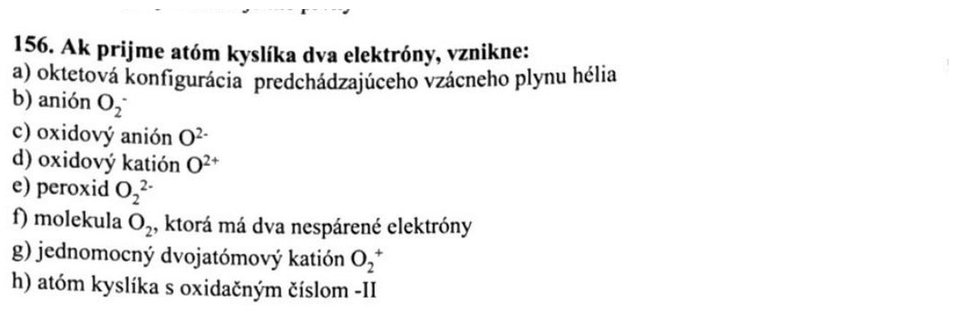 156. Ak prijme atóm kyslíka dva elektróny, vznikne:
a) oktetová konfigurácia predchádzajúceho vzácneho plynu hélia
b) anión O₂⁻
c) oxidový anión O²⁻
d) oxidový katión O²⁺
e) peroxid O₂²⁻
f) molekula O₂, ktorá má dva nespárené elektróny
g) jednomocný dvojatómový katión O₂⁺
h) atóm kyslíka s oxidačným číslom -II